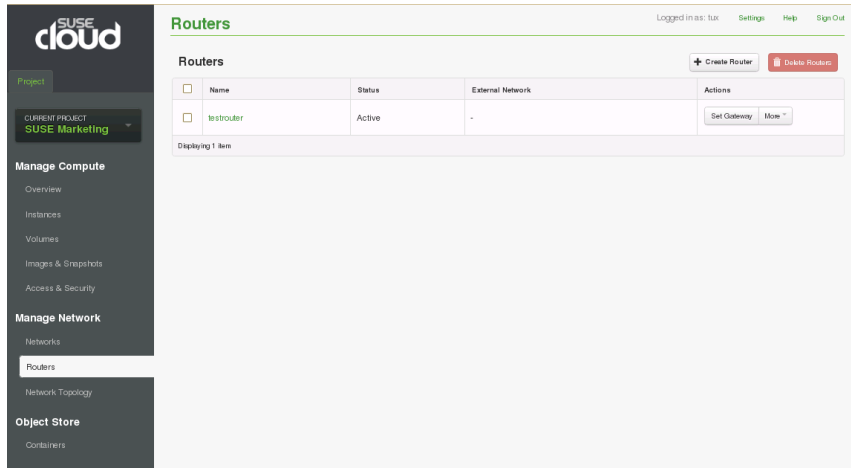 SUSE
cloud
Project
CURRENT PROJECT
SUSE Marketing
Manage Compute
Overview
Instances
Volumes
Images & Snapshots
Access & Security
Manage Network
Networks
Routers
Network Topology
Object Store
Containers
Routers
Logged in as: tux Settings Help Sign Out
Routers
Create Router Delete Routers
Name Status External Network Actions
testrouter Active - Set Gateway More
Displaying 1 item